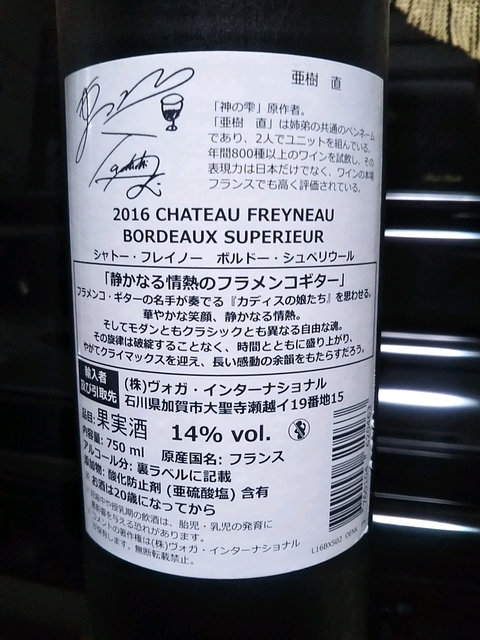 亜樹 直
「神の雫」原作者。
「亜樹 直」は姉弟の共通のペンネーム
であり、2人でユニットを組んでいる。
年間800種以上のワインを試飲し、その
表現力は日本だけでなく、ワインの本場
フランスでも高く評価されている。
2016 CHATEAU FREYNEAU
BORDEAUX SUPERIEUR
シャトー・フレイノー ボルドー・シュペリウール
「静かなる情熱のフラメンコギター」
フラメンコ・ギターの名手が奏でる『カディスの娘たち』を思わせる。
華やかな笑顔、静かなる情熱。
そしてモダンともクラシックとも異なる自由な魂。
その旋律は破綻することなく、時間とともに盛り上がり、
やがてクライマックスを迎え、長い感動の余韻をもたらすだろう。
輸入者
及び引取先
(株)ヴォガ・インターナショナル
石川県加賀市大聖寺瀬越イ19番地15
品目:果実酒 14% vol.
内容量: 750 ml 原産国名: フランス
アルコール分: 裏ラベルに記載
添加物: 酸化防止剤 (亜硫酸塩) 含有
※お酒は20歳になってから
妊娠中や授乳期の飲酒は、胎児・乳児の発育に
悪影響を与える恐れがあります。
コメントの著作権は(株)ヴォガ・インターナショナル
が保有します。無断転載禁止。